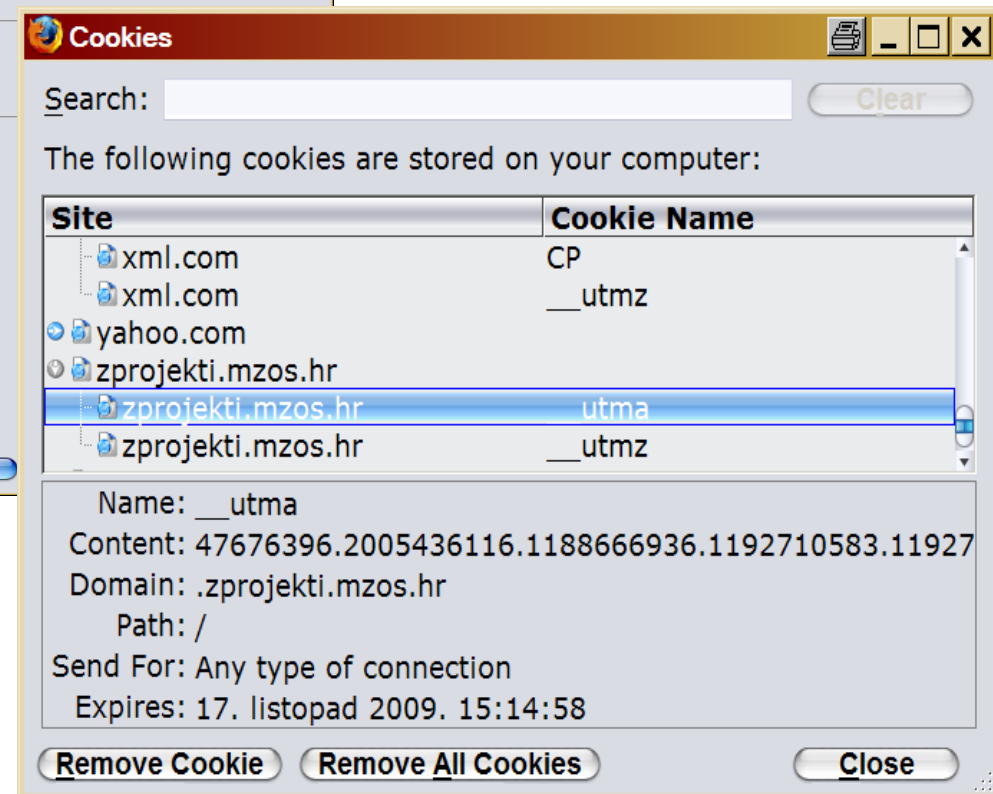 Cookies
Search: Clear
The following cookies are stored on your computer:
Site Cookie Name
xml.com CP
xml.com __utmz
yahoo.com
zprojekti.mzos.hr
zprojekti.mzos.hr __utma
zprojekti.mzos.hr __utmz
Name: __utma
Content: 47676396.2005436116.1188666936.1192710583.11927
Domain: .zprojekti.mzos.hr
Path: /
Send For: Any type of connection
Expires: 17. listopad 2009. 15:14:58
Remove Cookie Remove All Cookies Close